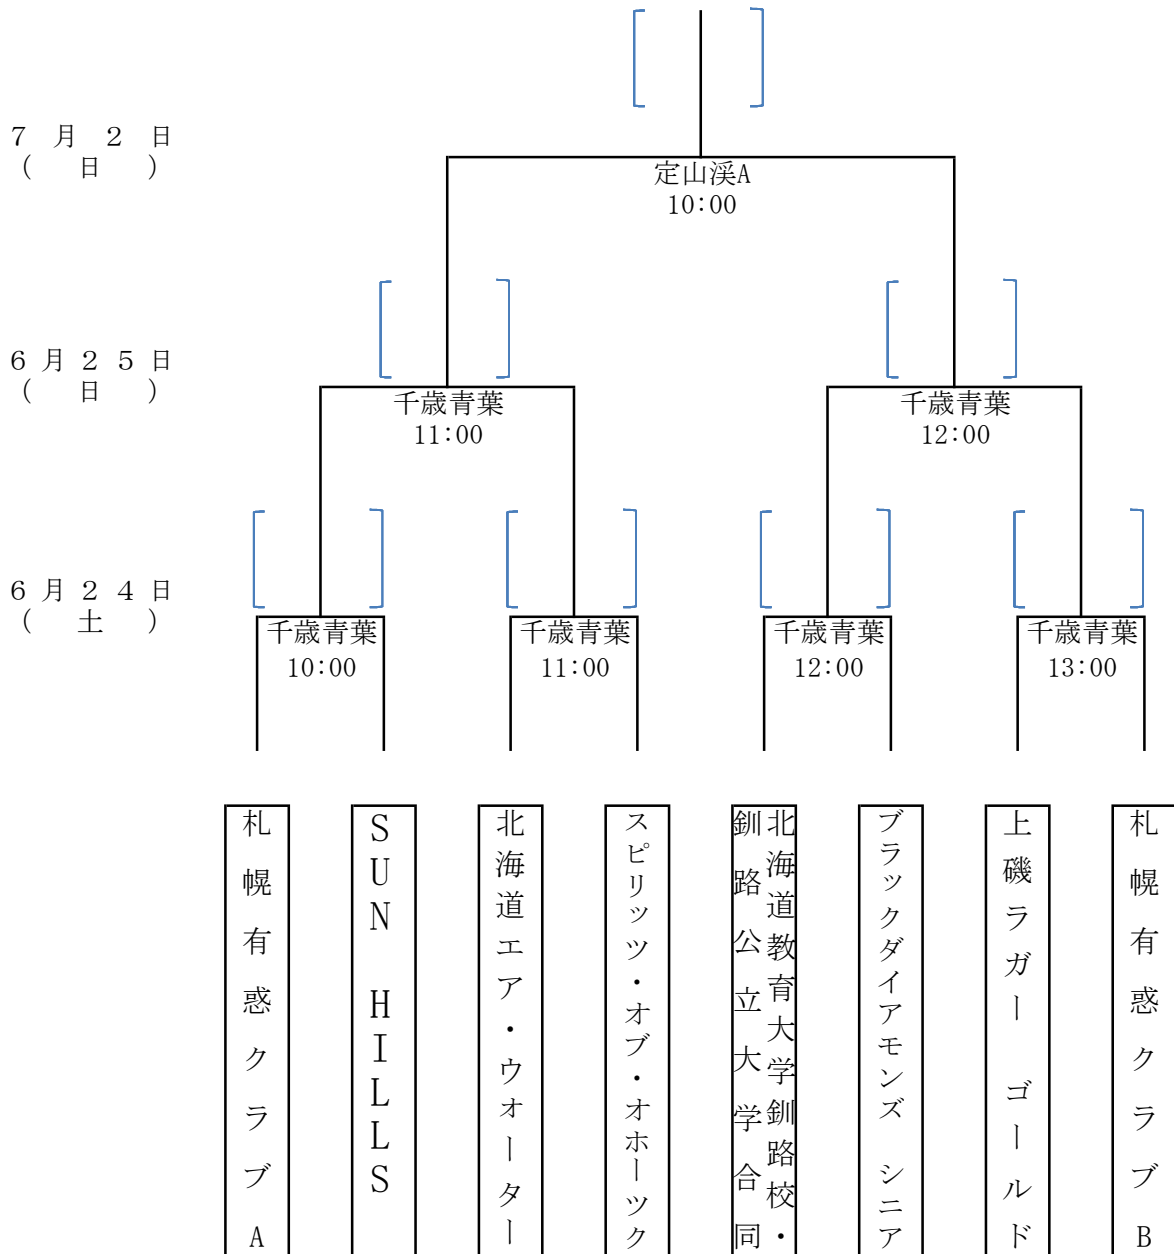 ７月２日
(日)
定山渓A
10:00
６月２５日
(日)
千歳青葉
11:00
千歳青葉
12:00
６月２４日
(土)
千歳青葉
10:00
千歳青葉
11:00
千歳青葉
12:00
千歳青葉
13:00
札幌有惑クラブA
SUN HILLS
北海道エア・ウオーター
スピリッツ・オブ・オホーツク
北海道教育大学釧路校・
釧路公立大学合同
ブラックダイアモンズ シニア
上磯ラガー ゴールド
札幌有惑クラブB